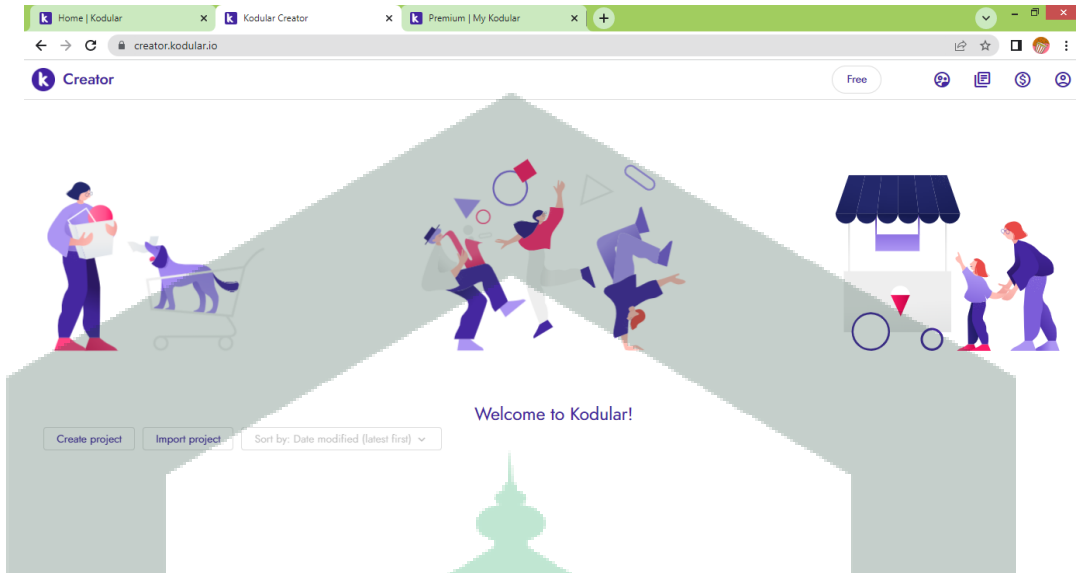 Home | Kodular
Kodular Creator
Premium | My Kodular
creator.kodular.io
Creator
Free
Welcome to Kodular!
Create project
Import project
Sort by: Date modified (latest first)